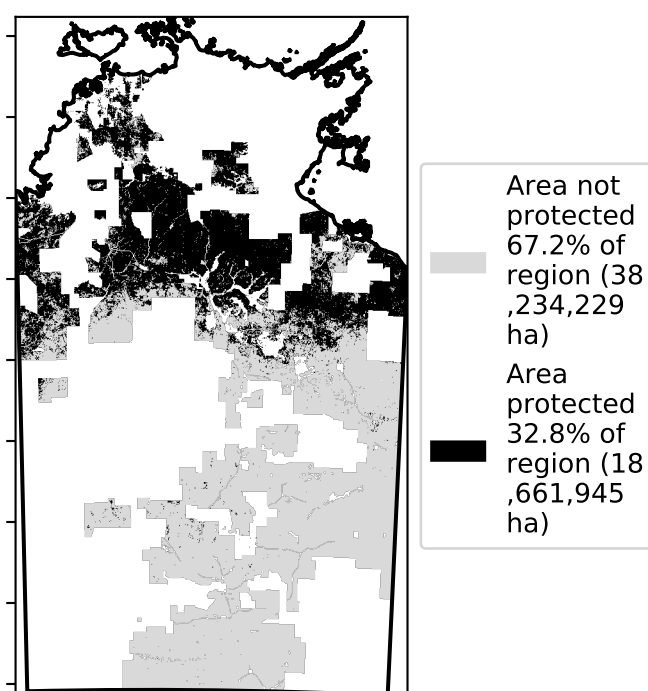 Area not
protected
67.2% of
region (38
,234,229
ha)
Area
protected
32.8% of
region (18
,661,945
ha)